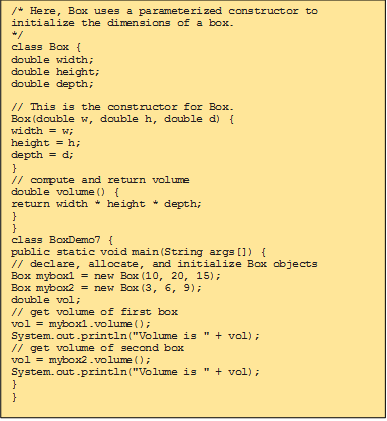 /* Here, Box uses a parameterized constructor to
initialize the dimensions of a box.
*/
class Box {
double width;
double height;
double depth;
// This is the constructor for Box.
Box(double w, double h, double d) {
width = w;
height = h;
depth = d;
}
// compute and return volume
double volume() {
return width * height * depth;
}
}
class BoxDemo7 {
public static void main(String args[]) {
// declare, allocate, and initialize Box objects
Box mybox1 = new Box(10, 20, 15);
Box mybox2 = new Box(3, 6, 9);
double vol;
// get volume of first box
vol = mybox1.volume();
System.out.println("Volume is " + vol);
// get volume of second box
vol = mybox2.volume();
System.out.println("Volume is " + vol);
}
}